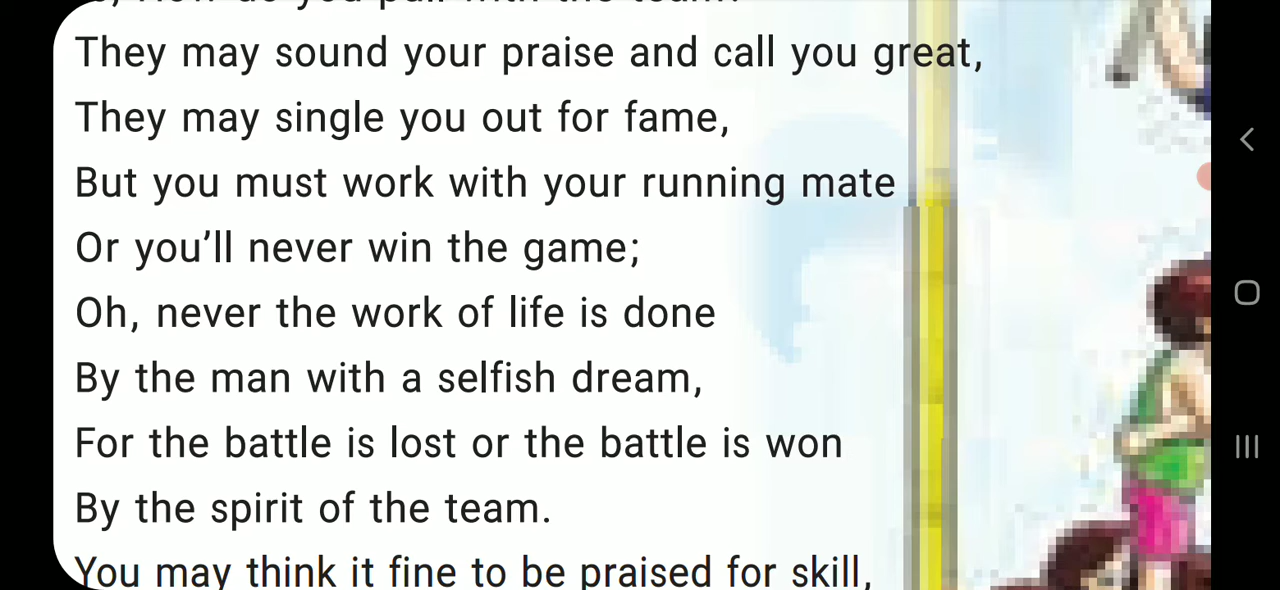 They may sound your praise and call you great,
They may single you out for fame,
But you must work with your running mate
Or you’ll never win the game;
Oh, never the work of life is done
By the man with a selfish dream,
For the battle is lost or the battle is won
By the spirit of the team.
You may think it fine to be praised for skill,